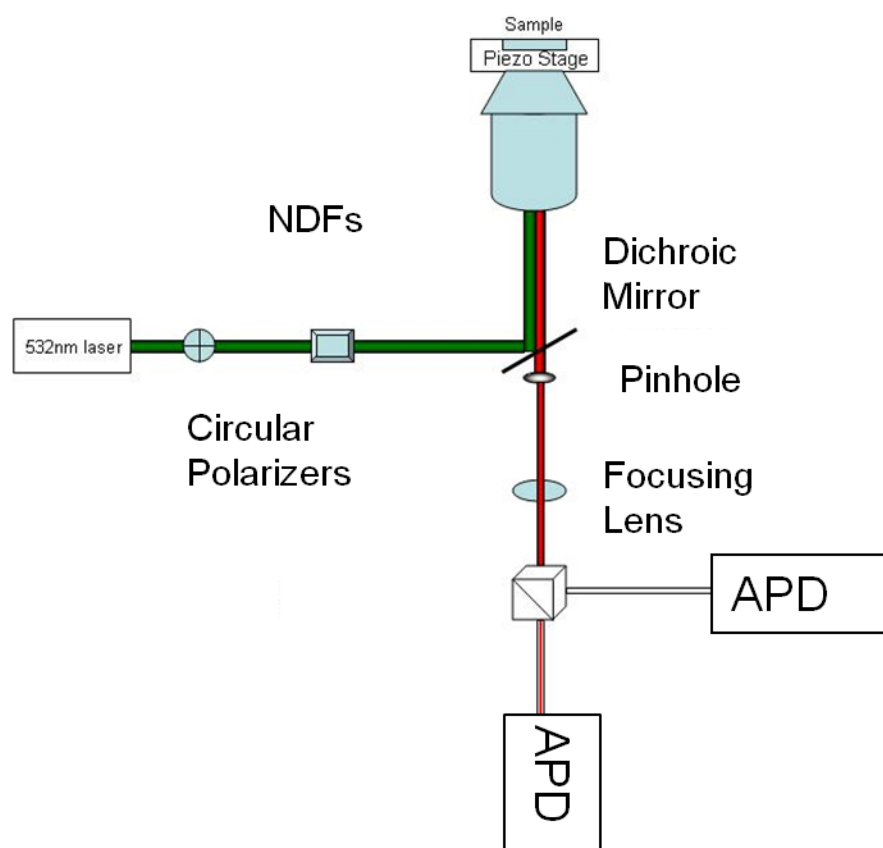 Sample
Piezo Stage
NDFs
Dichroic
Mirror
532nm laser
Pinhole
Circular
Polarizers
Focusing
Lens
APD
APD